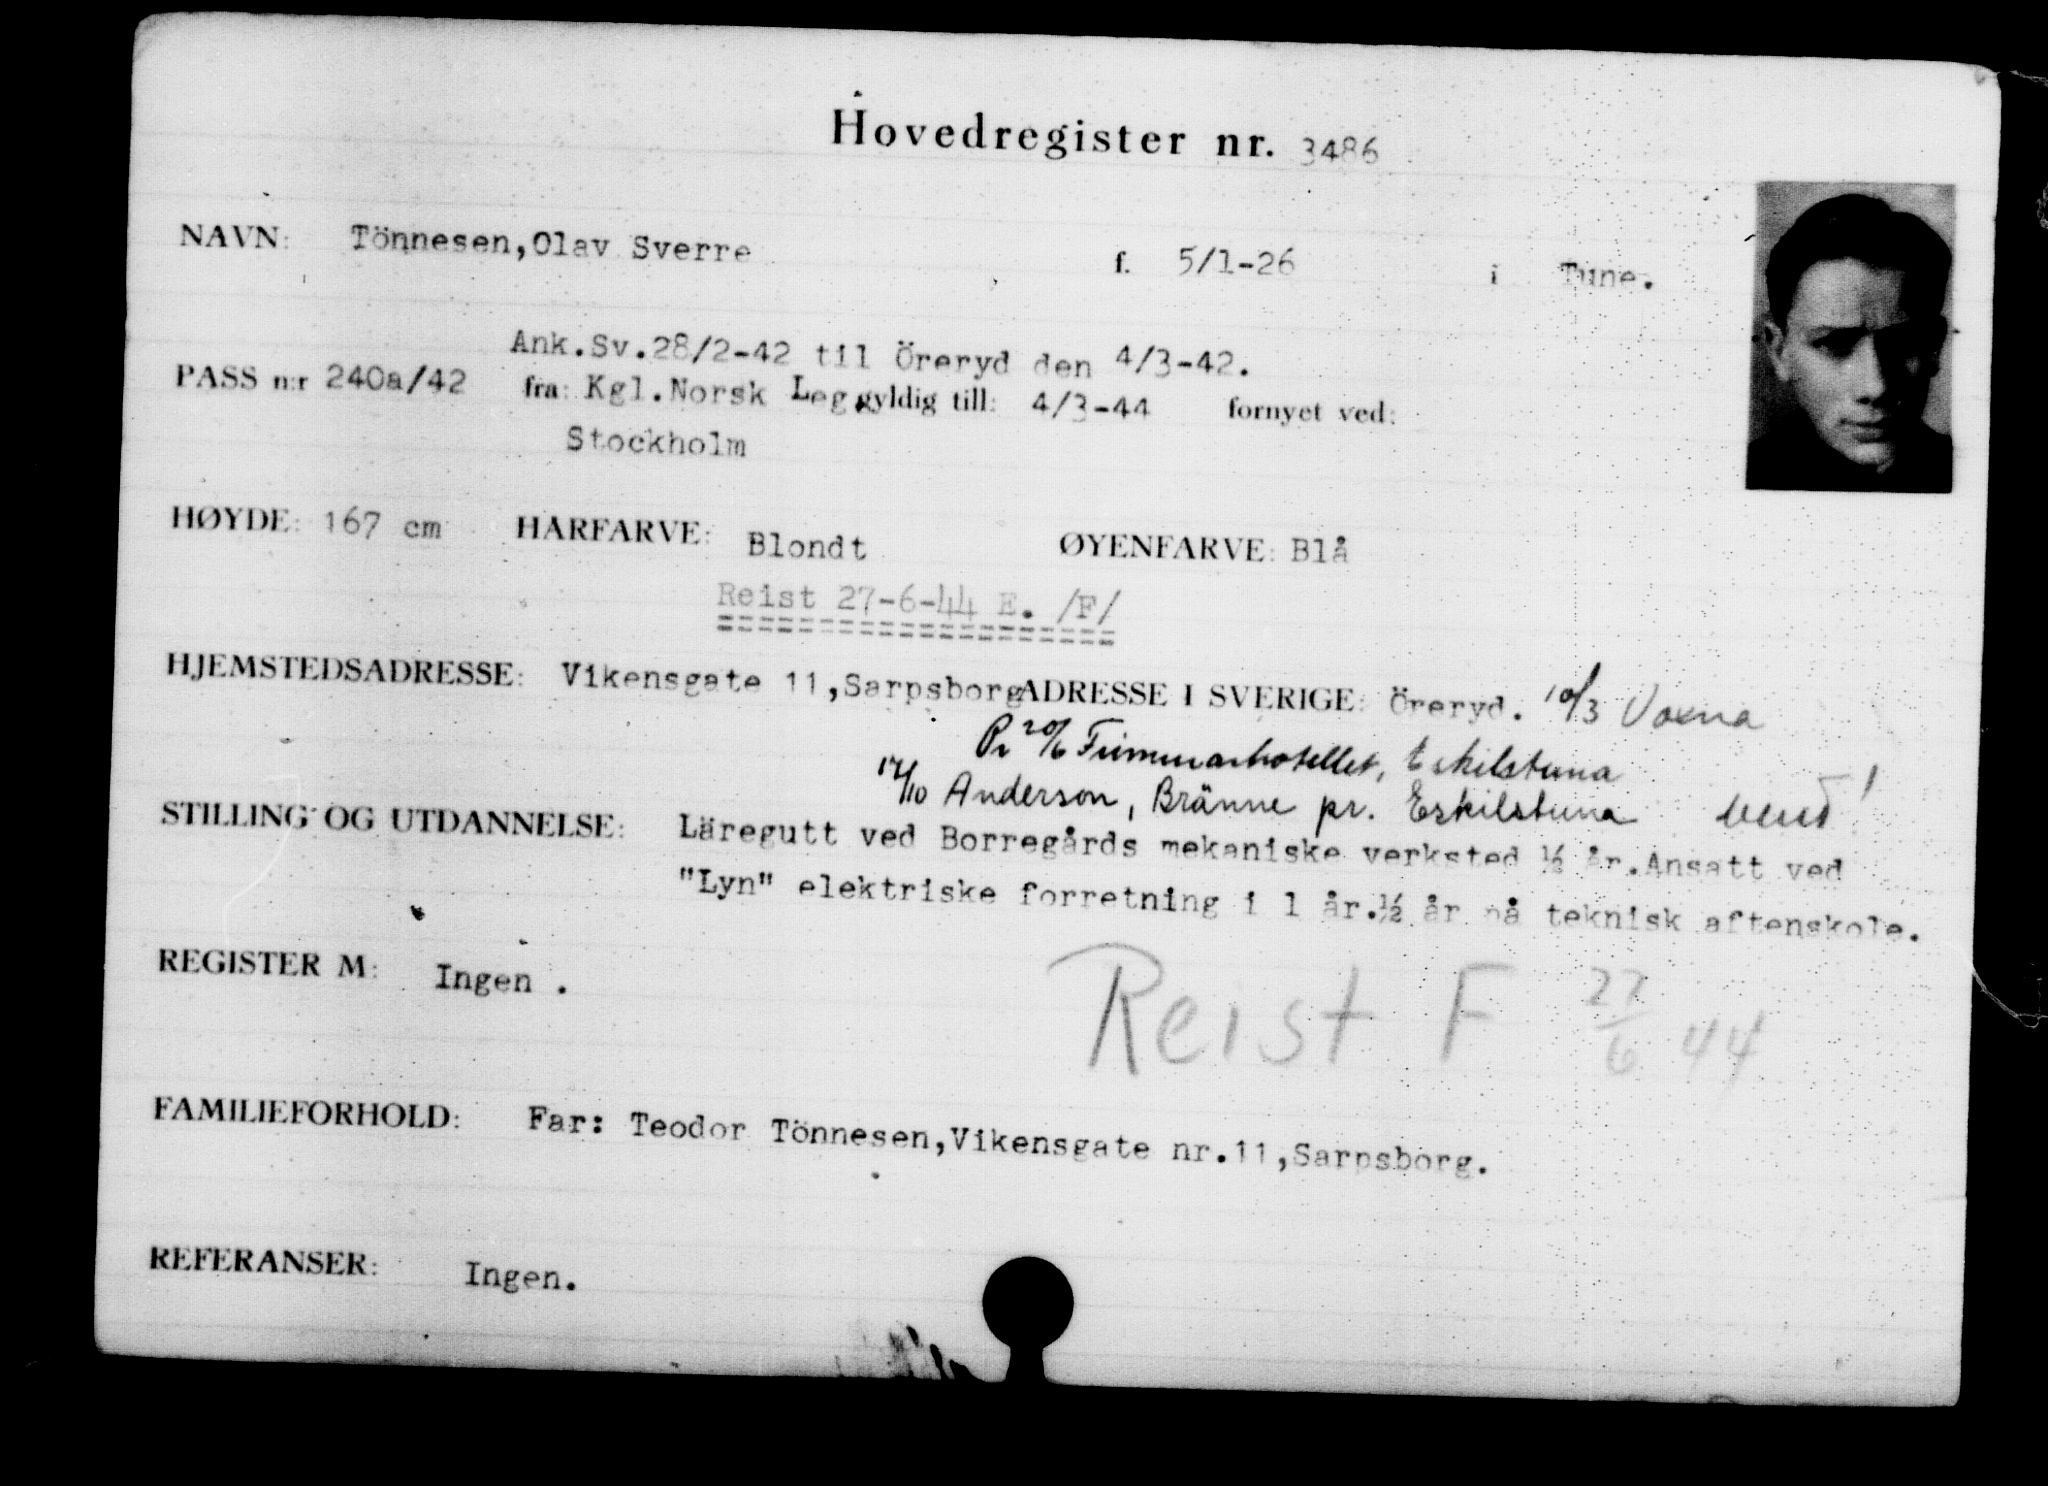 Hovedregister nr. 3486
NAVN: Tönnesen,Olav Sverre f. 5/1-26 i Tune.
Ank.Sv.28/2-42 til Öreryd den 4/3-42.
PASS n:r 240a/42 fra: Kgl.Norsk Leg. gyldig till: 4/3-44 fornyet ved:
Stockholm
HØYDE: 167 cm HÅRFARVE: Blondt ØYENFARVE: Blå
Reist 27-6-44 E. /F/
HJEMSTEDSADRESSE: Vikensgate 11,Sarpsborg ADRESSE I SVERIGE: Öreryd. 10/3 Voxna
Pr 20/6 Eskilstuna
17/10 Anderson, Bränne pr. Eskilstuna vend!
STILLING OG UTDANNELSE: Läregutt ved Borregårds mekaniske verksted ½ år.Ansatt ved
"Lyn" elektriske forretning i 1 år.½ år på teknisk aftenskole.
REGISTER M: Ingen .
Reist F 27/6 44
FAMILIEFORHOLD: Far: Teodor Tönnesen,Vikensgate nr.11,Sarpsborg.
REFERANSER: Ingen.